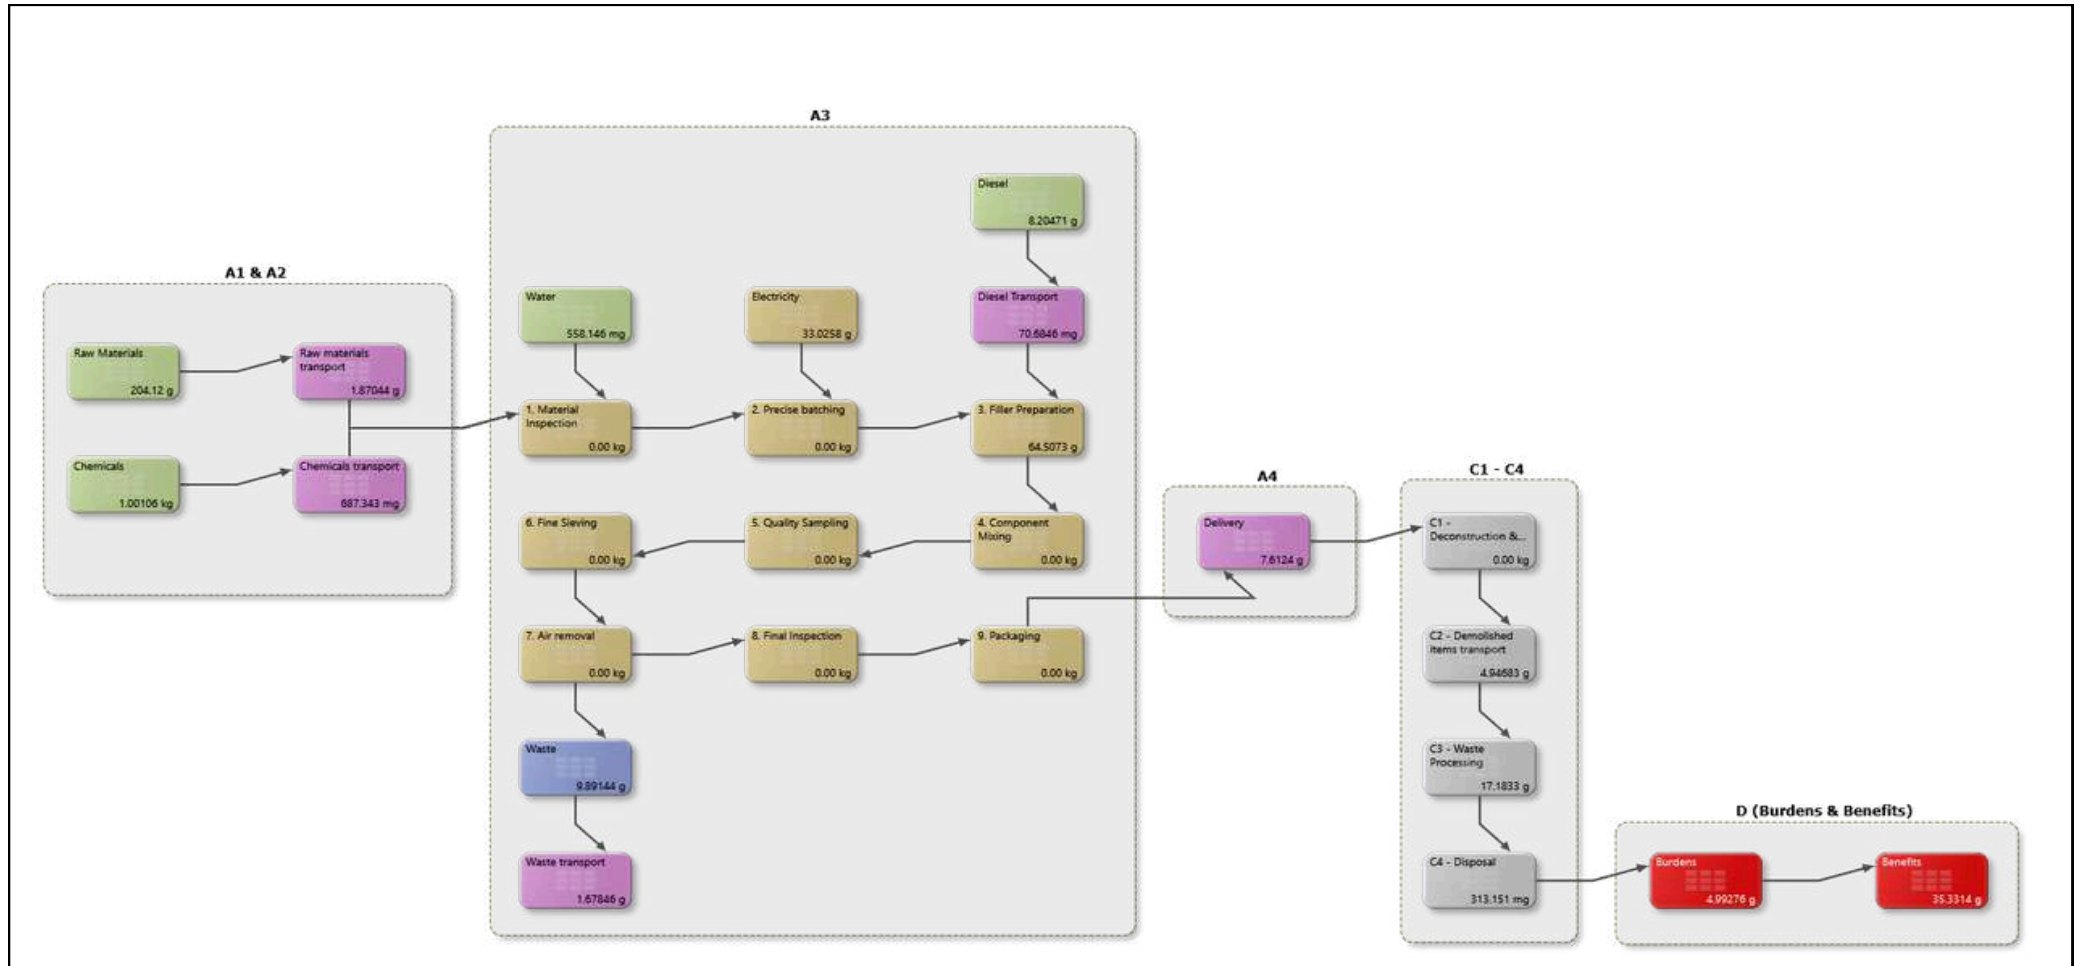 A1 & A2
Raw Materials
204.12 g
Raw materials
transport
1.87044 g
Chemicals
1.00106 kg
Chemicals transport
687.343 mg
A3
Diesel
8.20471 g
Water
558.146 mg
Electricity
33.0258 g
Diesel Transport
70.6846 mg
1. Material
Inspection
0.00 kg
2. Precise batching
0.00 kg
3. Filler Preparation
64.5073 g
6. Fine Sieving
0.00 kg
5. Quality Sampling
0.00 kg
4. Component
Mixing
0.00 kg
7. Air removal
0.00 kg
8. Final Inspection
0.00 kg
9. Packaging
0.00 kg
Waste
9.89144 g
Waste transport
1.67846 g
A4
Delivery
7.6124 g
C1 - C4
C1 -
Deconstruction &...
0.00 kg
C2 - Demolished
items transport
4.94683 g
C3 - Waste
Processing
17.1833 g
C4 - Disposal
313.151 mg
D (Burdens & Benefits)
Burdens
4.99276 g
Benefits
35.3314 g